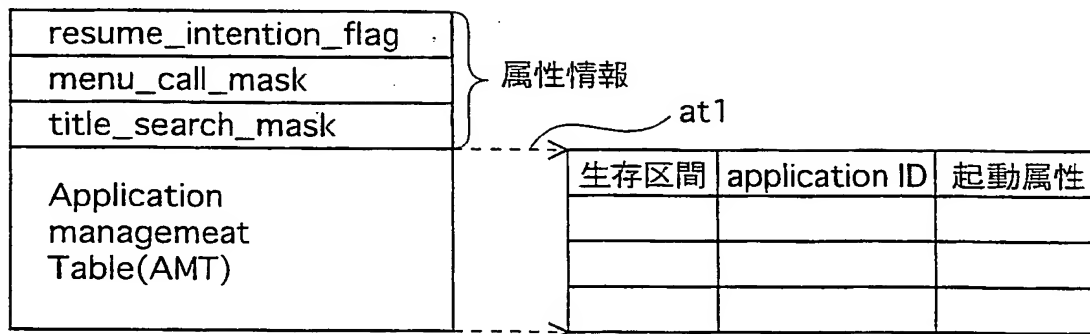 resume_intention_flag
menu_call_mask
title_search_mask
属性情報
at1
Application
managemeat
Table(AMT)
生存区間 application ID 起動属性